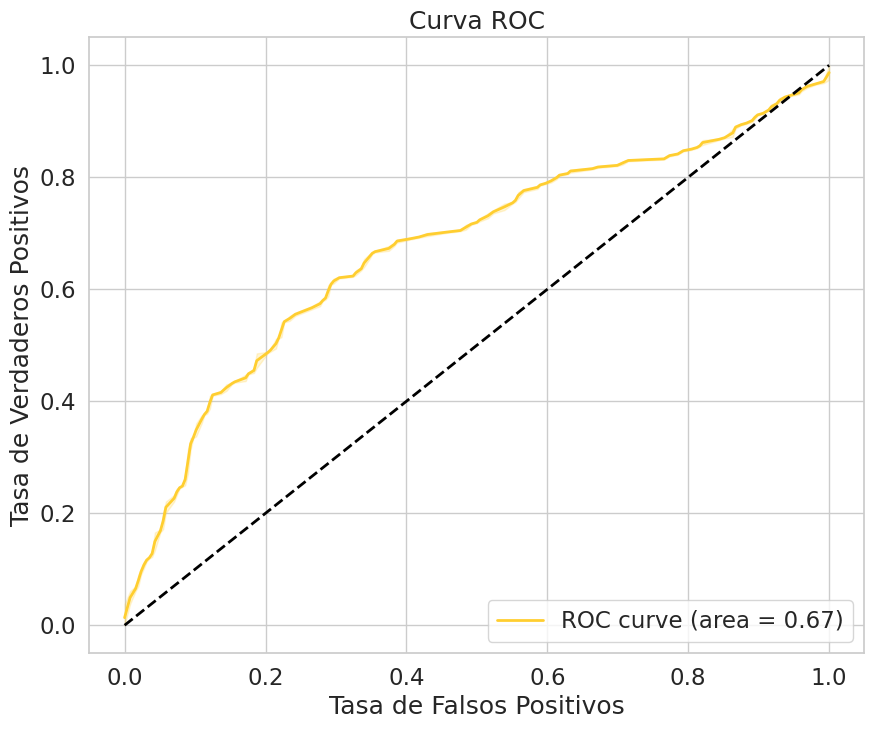 Curva ROC
1.0
0.8
0.6
0.4
0.2
0.0
Tasa de Verdaderos Positivos
ROC curve (area = 0.67)
0.0 0.2 0.4 0.6 0.8 1.0
Tasa de Falsos Positivos